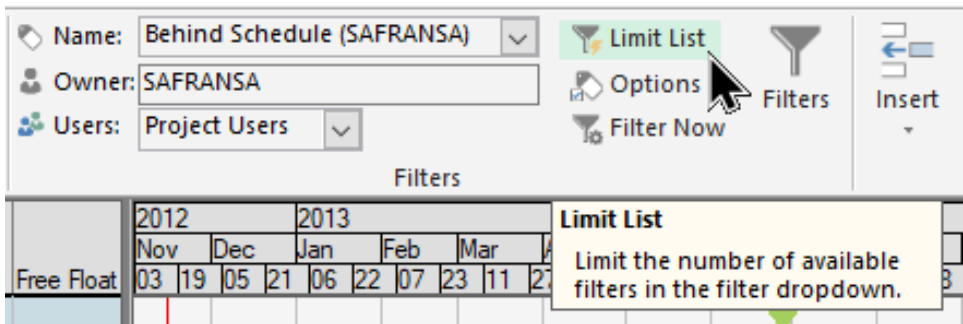 Name: Behind Schedule (SAFRANSA)
Owner: SAFRANSA
Users: Project Users
Limit List
Options
Filter Now
Filters
Insert
Filters
2012 2013
Nov Dec Jan Feb Mar
Free Float 03 19 05 21 06 22 07 23 11 27
Limit List
Limit the number of available
filters in the filter dropdown.